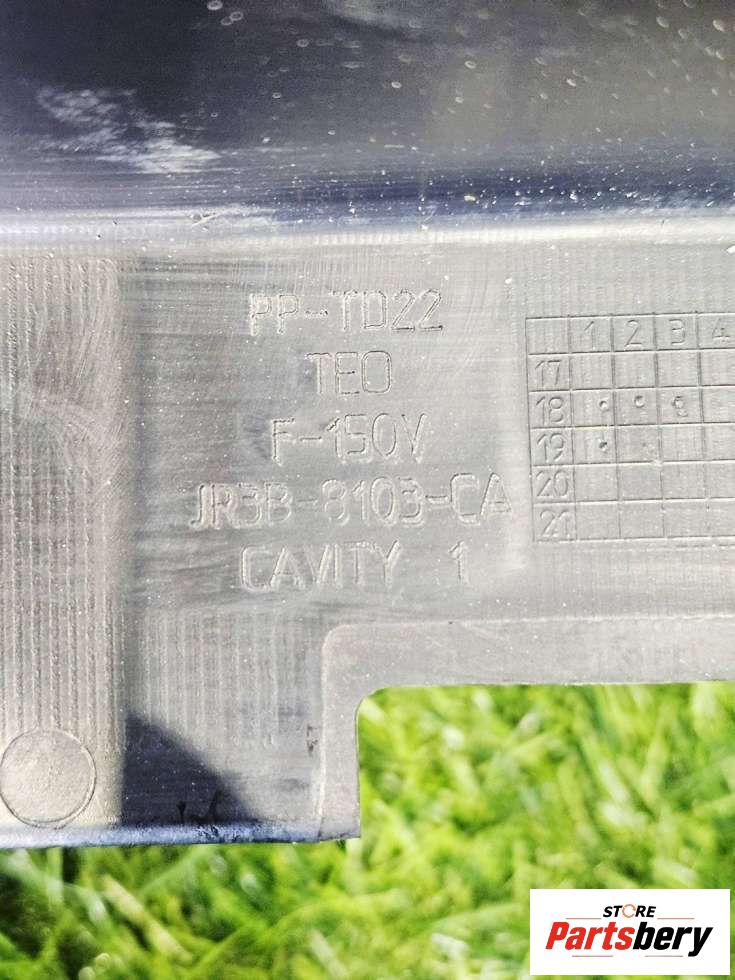 PP-TD22
TEO
F-150V
JR3B-8103-CA
CAVITY 1
1 2 3 4
17
18
19
20
21
STORE
Partsbery